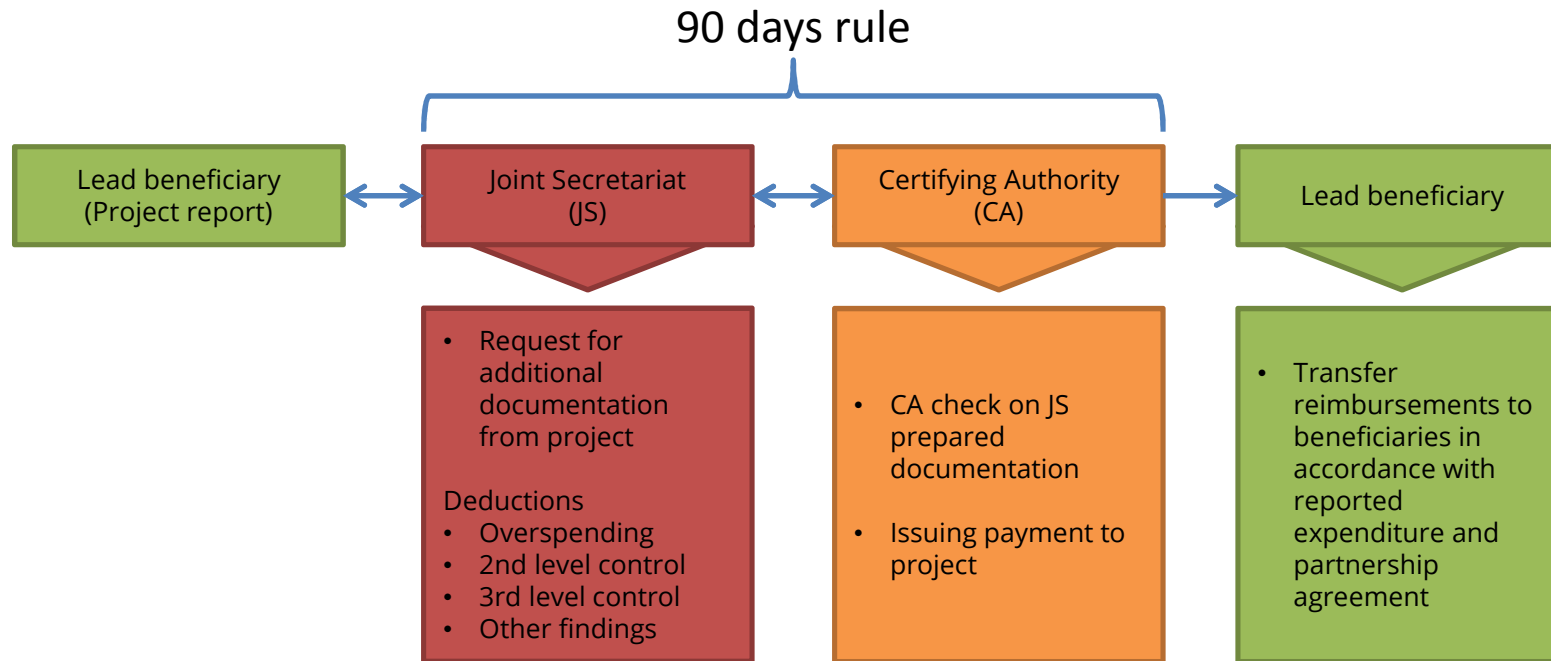 90 days rule
Lead beneficiary
(Project report)
Joint Secretariat
(JS)
Certifying Authority
(CA)
Lead beneficiary
• Request for
additional
documentation
from project
Deductions
• Overspending
• 2nd level control
• 3rd level control
• Other findings
• CA check on JS
prepared
documentation
• Issuing payment to
project
• Transfer
reimbursements to
beneficiaries in
accordance with
reported
expenditure and
partnership
agreement